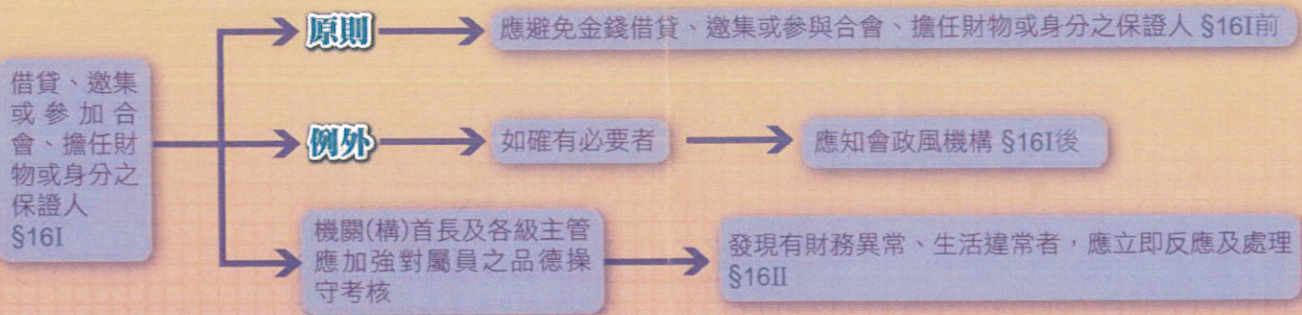 借貸、邀集
或參加合
會、擔任財
物或身分之
保證人
§16I
原則
應避免金錢借貸、邀集或參與合會、擔任財物或身分之保證人 §16I前
例外
如確有必要者
應知會政風機構 §16I後
機關(構)首長及各級主管
應加強對屬員之品德操
守考核
發現有財務異常、生活違常者，應立即反應及處理
§16II